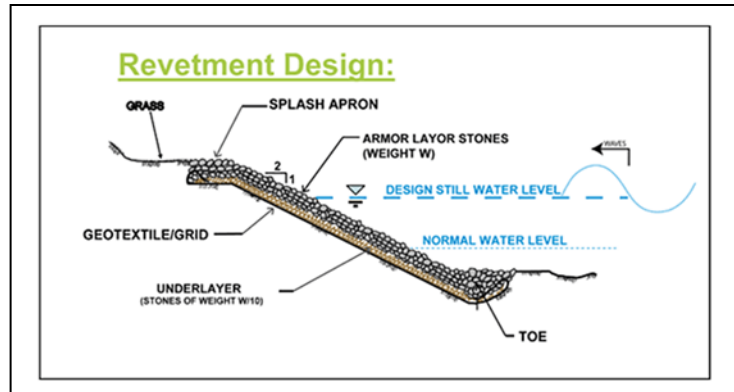 Revetment Design:
GRASS
SPLASH APRON
ARMOR LAYOR STONES
(WEIGHT W)
WAVES
2
1
DESIGN STILL WATER LEVEL
GEOTEXTILE/GRID
NORMAL WATER LEVEL
UNDERLAYER
(STONES OF WEIGHT W/10)
TOE